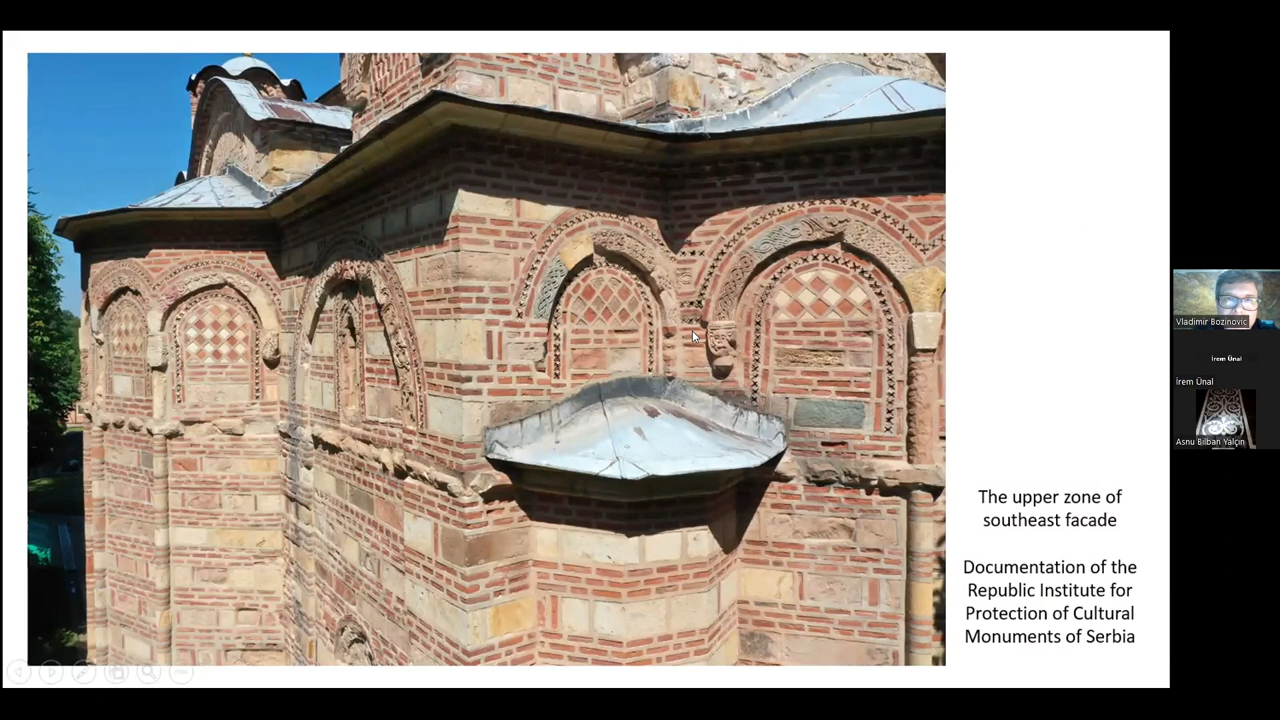 The upper zone of
southeast facade
Documentation of the
Republic Institute for
Protection of Cultural
Monuments of Serbia
Vladimir Bozinovic
İrem Ünal
İrem Ünal
Asnu Bilban Yalçın